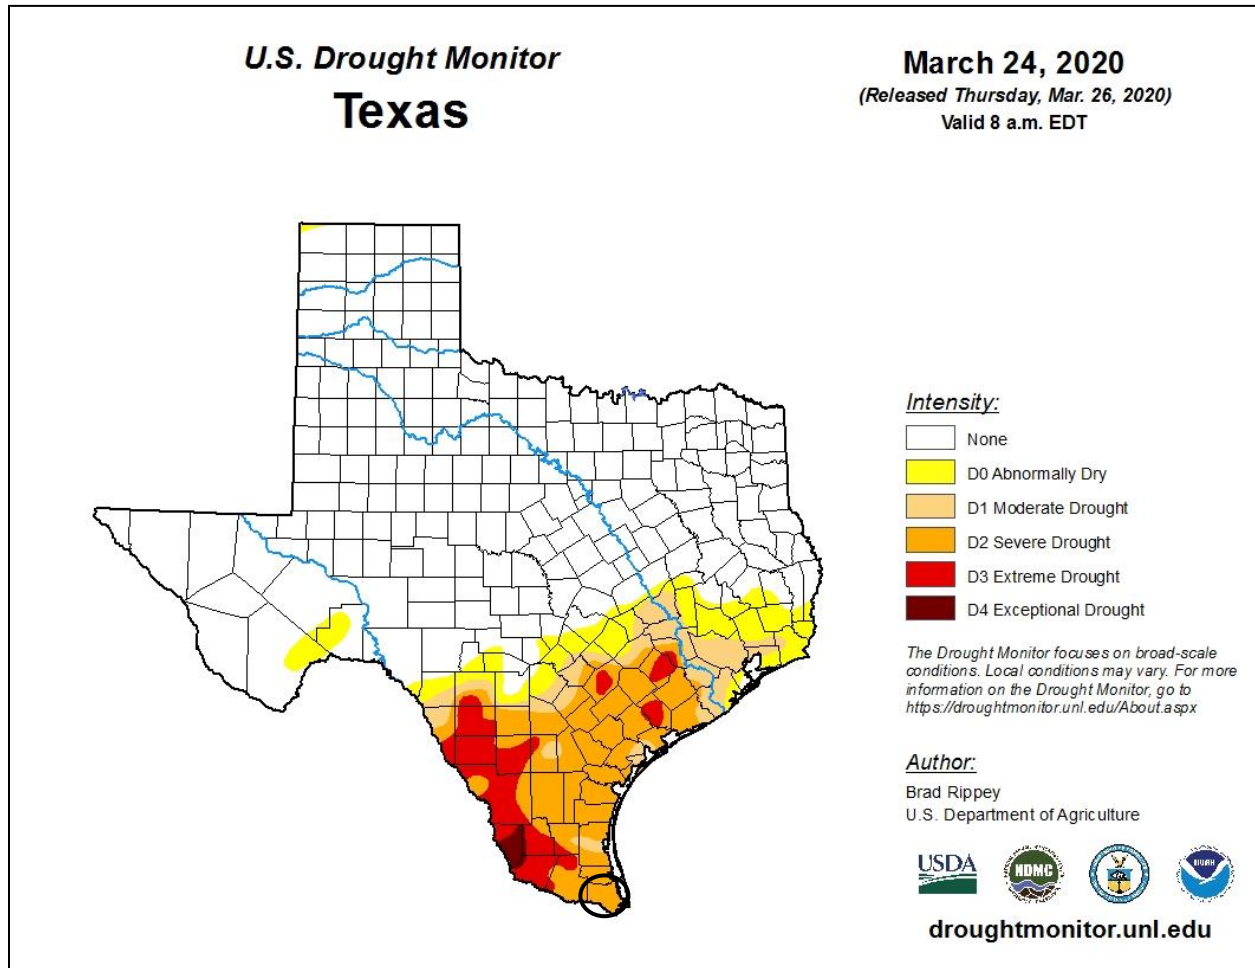 U.S. Drought Monitor
Texas
March 24, 2020
(Released Thursday, Mar. 26, 2020)
Valid 8 a.m. EDT
Intensity:
None
D0 Abnormally Dry
D1 Moderate Drought
D2 Severe Drought
D3 Extreme Drought
D4 Exceptional Drought
The Drought Monitor focuses on broad-scale
conditions. Local conditions may vary. For more
information on the Drought Monitor, go to
https://droughtmonitor.unl.edu/About.aspx
Author:
Brad Rippey
U.S. Department of Agriculture
USDA
NDMC
NOAA
droughtmonitor.unl.edu